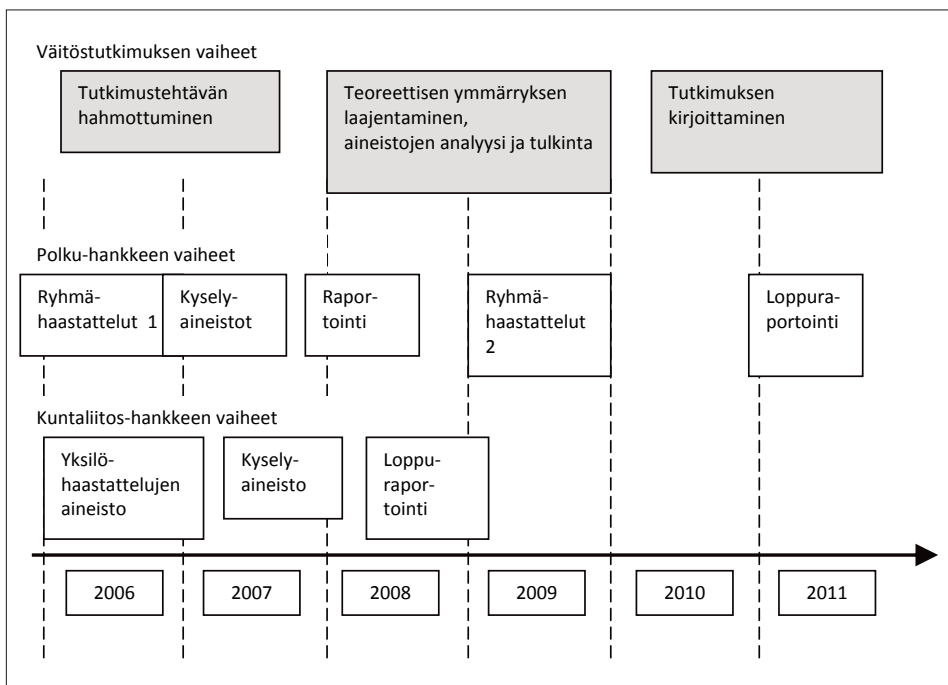 Väitöstutkimuksen vaiheet
Tutkimustehtävän
hahmottuminen
Teoreettisen ymmärryksen
laajentaminen,
aineistojen analyysi ja tulkinta
Tutkimuksen
kirjoittaminen
Polku-hankkeen vaiheet
Ryhmä-
haastattelut 1
Kysely-
aineistot
Rapor-
tointi
Ryhmä-
haastattelut
2
Loppura-
portointi
Kuntaliitos-hankkeen vaiheet
Yksilö-
haastattelujen
aineisto
Kysely-
aineisto
Loppu-
rapor-
tointi
2006
2007
2008
2009
2010
2011